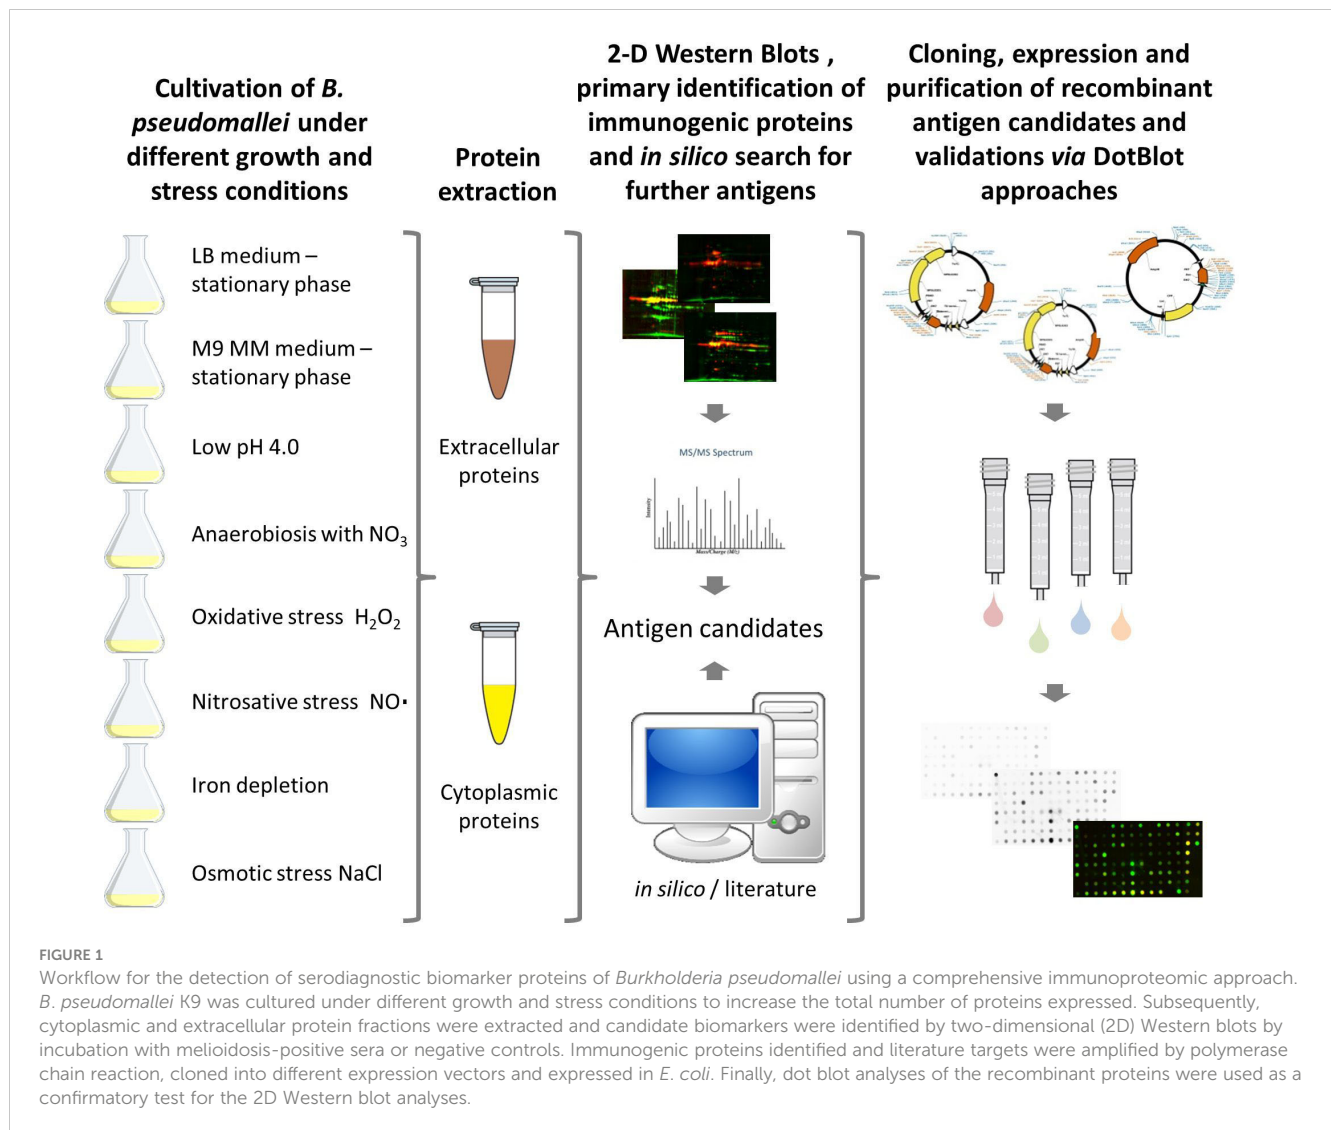 Cultivation of B.
pseudomallei under
different growth and
stress conditions
Protein
extraction
2-D Western Blots ,
primary identification of
immunogenic proteins
and in silico search for
further antigens
Cloning, expression and
purification of recombinant
antigen candidates and
validations via DotBlot
approaches
LB medium –
stationary phase
M9 MM medium –
stationary phase
Low pH 4.0
Anaerobiosis with NO₃
Oxidative stress H₂O₂
Nitrosative stress NO·
Iron depletion
Osmotic stress NaCl
Extracellular
proteins
Cytoplasmic
proteins
MS/MS Spectrum
Intensity
Mass/Charge (M/z)
Antigen candidates
in silico / literature
FIGURE 1
Workflow for the detection of serodiagnostic biomarker proteins of Burkholderia pseudomallei using a comprehensive immunoproteomic approach.
B. pseudomallei K9 was cultured under different growth and stress conditions to increase the total number of proteins expressed. Subsequently,
cytoplasmic and extracellular protein fractions were extracted and candidate biomarkers were identified by two-dimensional (2D) Western blots by
incubation with melioidosis-positive sera or negative controls. Immunogenic proteins identified and literature targets were amplified by polymerase
chain reaction, cloned into different expression vectors and expressed in E. coli. Finally, dot blot analyses of the recombinant proteins were used as a
confirmatory test for the 2D Western blot analyses.